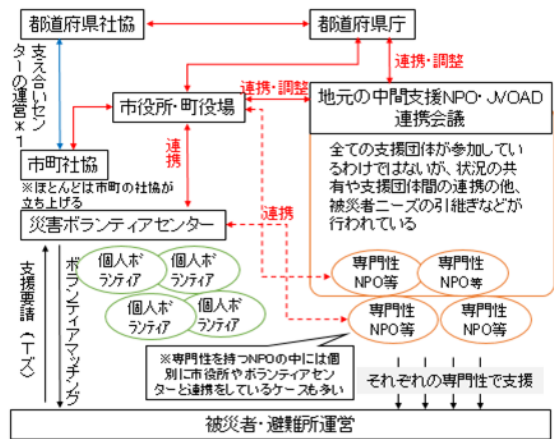 都道府県社協
都道府県庁
支え合いセン
ターの運営*1
連携・調整
連携・調整
市役所・町役場
地元の中間支援NPO・JVOAD
連携会議
市町社協
※ほとんどは市町の社協が
立ち上げる
連携
全ての支援団体が参加してい
るわけではないが、状況の共
有や支援団体間の連携の他、
被災者ニーズの引継ぎなどが
行われている
災害ボランティアセンター
連携
支援要請(ニーズ)
ボランティアマッチング
個人ボ
ランティア
個人ボ
ランティア
個人ボ
ランティア
個人ボ
ランティア
専門性
NPO等
専門性
NPO等
専門性
NPO等
専門性
NPO等
※専門性を持つNPOの中には個
別に市役所やボランティアセン
ターと連携をしているケースも多い
それぞれの専門性で支援
被災者・避難所運営